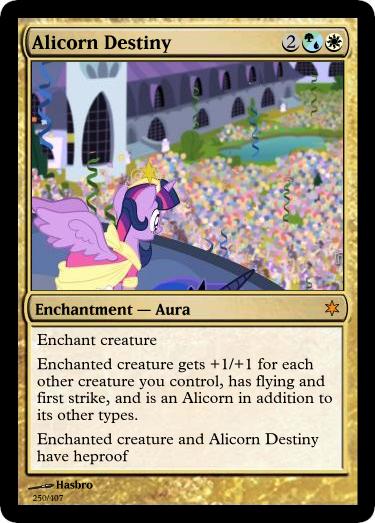 Alicorn Destiny 2
Enchantment — Aura
Enchant creature
Enchanted creature gets +1/+1 for each
other creature you control, has flying and
first strike, and is an Alicorn in addition to
its other types.
Enchanted creature and Alicorn Destiny
have heproof
Hasbro
250/407